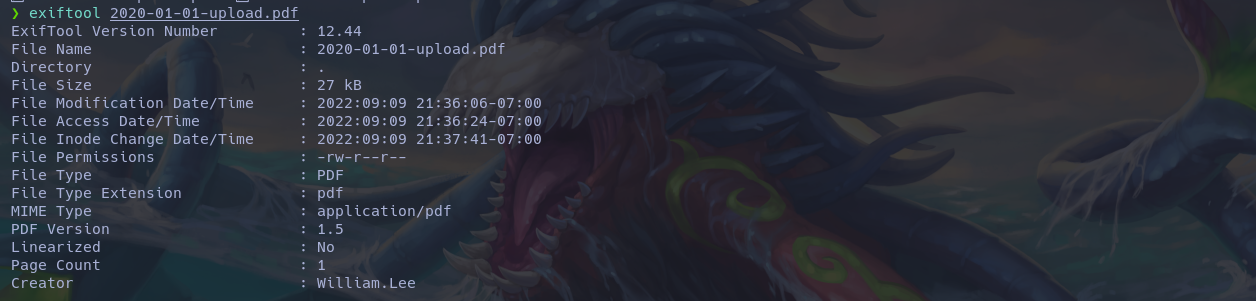 ❯ exiftool 2020-01-01-upload.pdf
ExifTool Version Number : 12.44
File Name : 2020-01-01-upload.pdf
Directory : .
File Size : 27 kB
File Modification Date/Time : 2022:09:09 21:36:06-07:00
File Access Date/Time : 2022:09:09 21:36:24-07:00
File Inode Change Date/Time : 2022:09:09 21:37:41-07:00
File Permissions : -rw-r--r--
File Type : PDF
File Type Extension : pdf
MIME Type : application/pdf
PDF Version : 1.5
Linearized : No
Page Count : 1
Creator : William.Lee